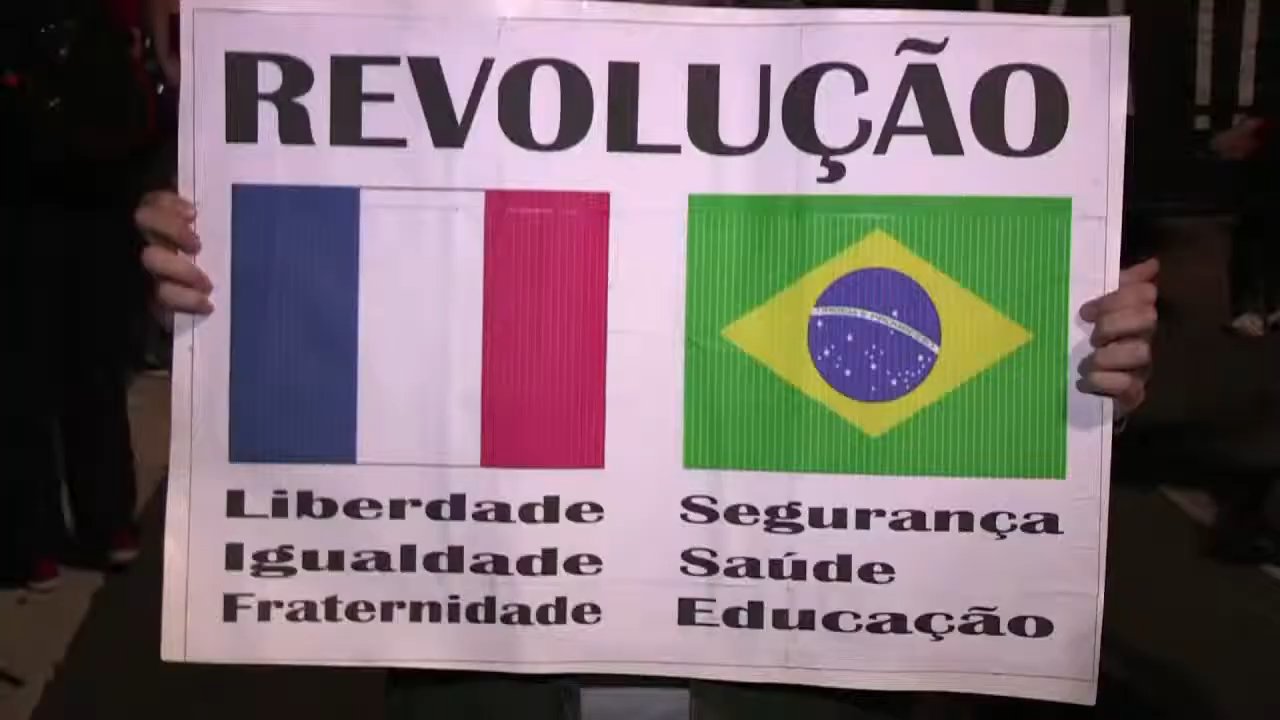 REVOLUÇÃO
Liberdade
Igualdade
Fraternidade
Segurança
Saúde
Educação